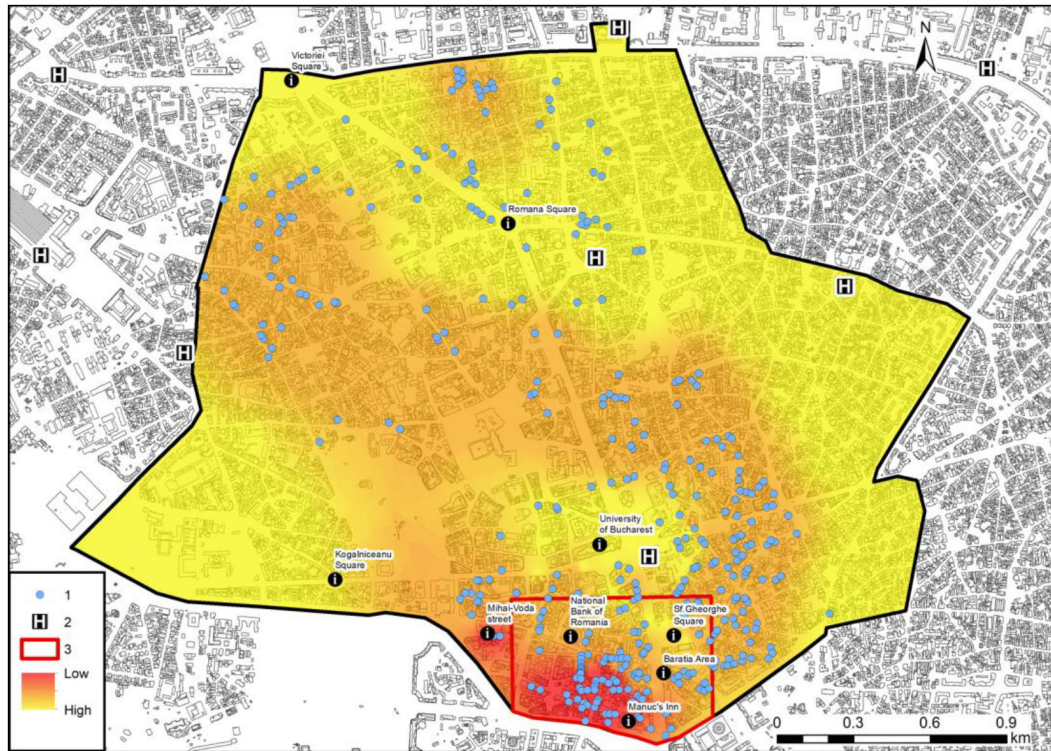 H
N
Victoriei
Square
i
H
H
Romana Square
i
H
H
H
H
University
of Bucharest
i
H
Kogalniceanu
Square
i
Mihai-Voda
street
i
National
Bank of
Romania
i
Sf.Gheorghe
Square
i
Baratia Area
i
Manuc's Inn
i
1
H 2
3
Low
High
0 0.3 0.6 0.9
km